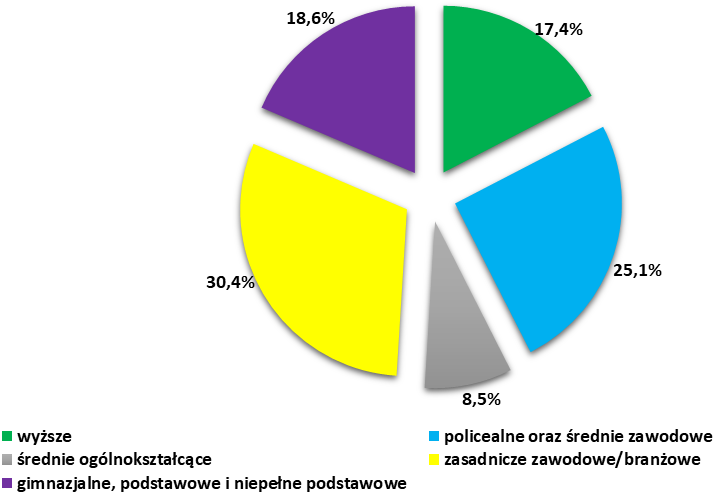 18,6%
17,4%
30,4%
25,1%
8,5%
wyższe
policealne oraz średnie zawodowe
średnie ogólnokształcące
zasadnicze zawodowe/branżowe
gimnazjalne, podstawowe i niepełne podstawowe